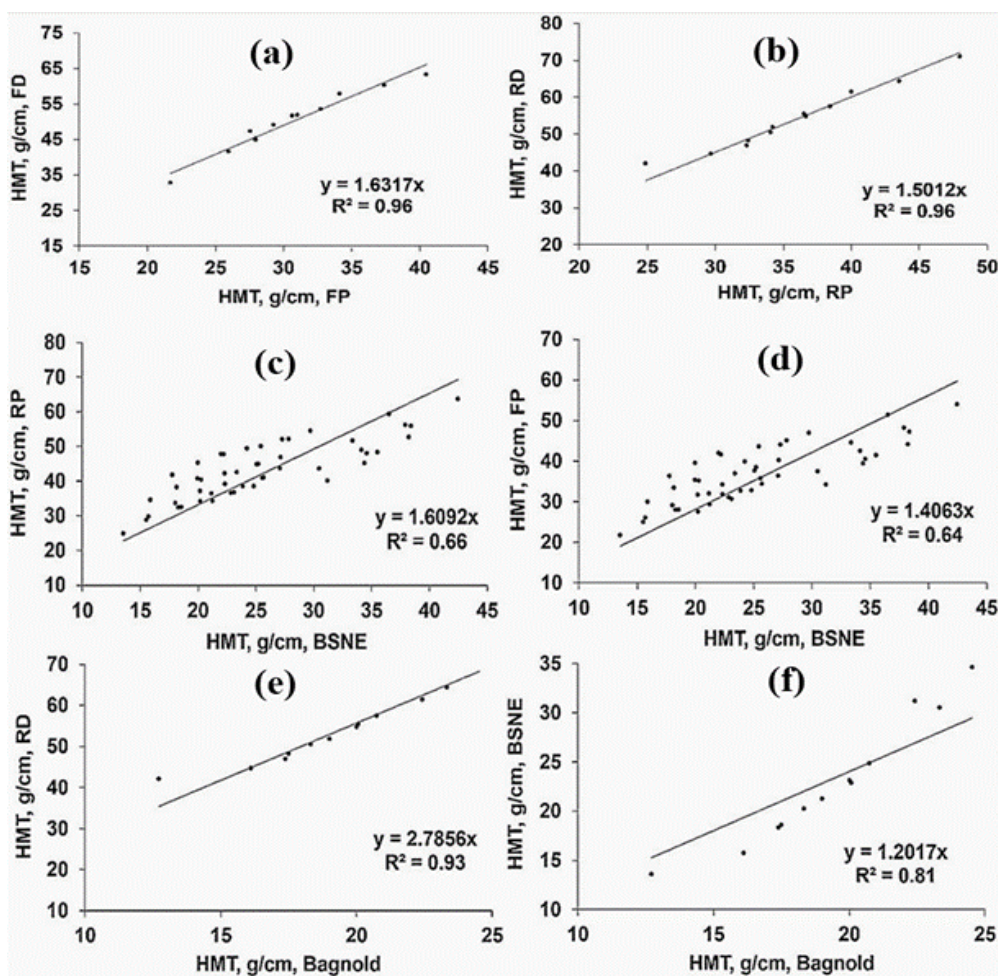 (a)
HMT, g/cm, FD
75
65
55
45
35
25
15
y = 1.6317x
R² = 0.96
15 20 25 30 35 40 45
HMT, g/cm, FP
(b)
HMT, g/cm, RD
80
70
60
50
40
30
20
y = 1.5012x
R² = 0.96
20 25 30 35 40 45 50
HMT, g/cm, RP
(c)
HMT, g/cm, RP
80
70
60
50
40
30
20
10
y = 1.6092x
R² = 0.66
10 15 20 25 30 35 40 45
HMT, g/cm, BSNE
(d)
HMT, g/cm, FP
70
60
50
40
30
20
10
y = 1.4063x
R² = 0.64
10 15 20 25 30 35 40 45
HMT, g/cm, BSNE
(e)
HMT, g/cm, RD
70
60
50
40
30
20
10
y = 2.7856x
R² = 0.93
10 15 20 25
HMT, g/cm, Bagnold
(f)
HMT, g/cm, BSNE
35
30
25
20
15
10
y = 1.2017x
R² = 0.81
10 15 20 25
HMT, g/cm, Bagnold